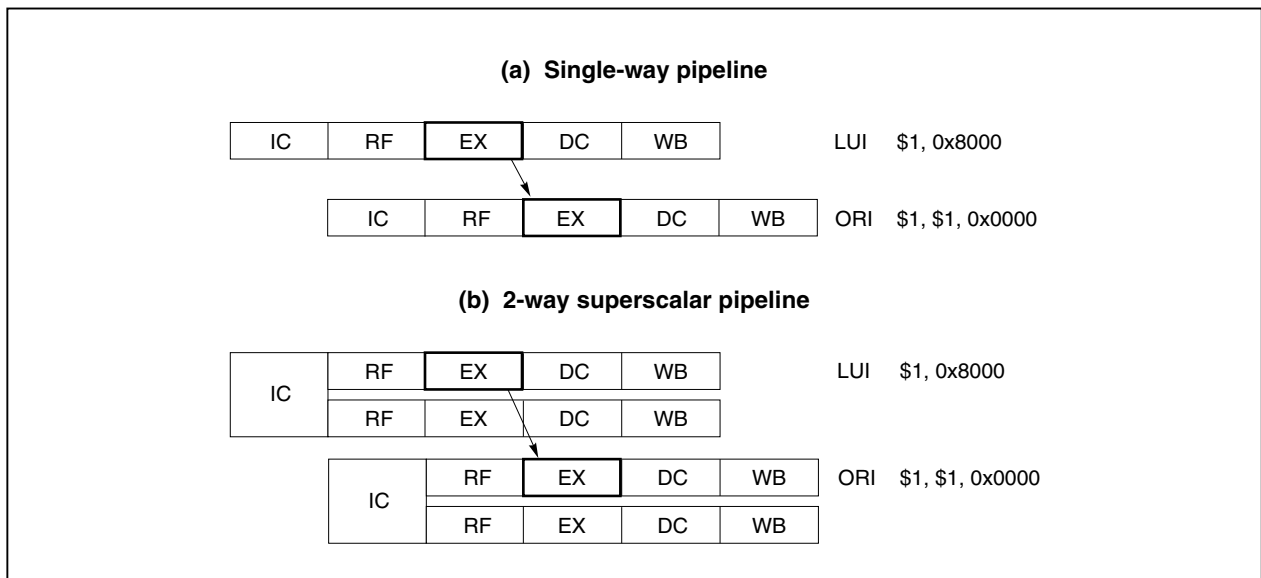 (a) Single-way pipeline
IC RF EX DC WB LUI $1, 0x8000
IC RF EX DC WB ORI $1, $1, 0x0000
(b) 2-way superscalar pipeline
IC RF EX DC WB LUI $1, 0x8000
RF EX DC WB
IC RF EX DC WB ORI $1, $1, 0x0000
RF EX DC WB